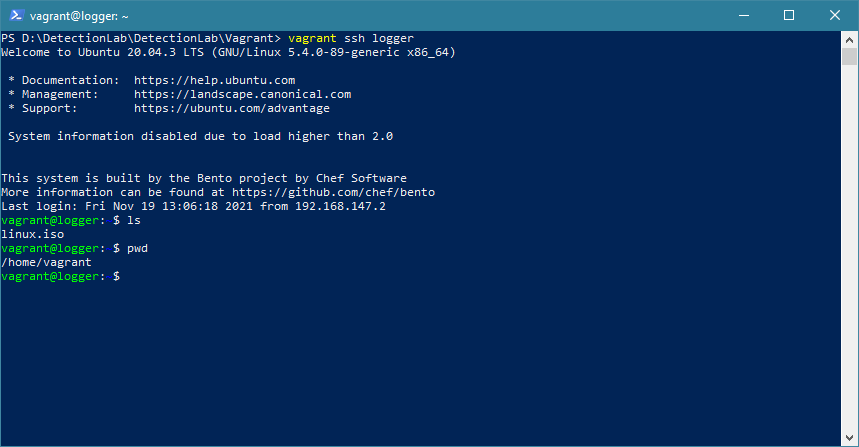 vagrant@logger: ~
PS D:\DetectionLab\DetectionLab\Vagrant> vagrant ssh logger
Welcome to Ubuntu 20.04.3 LTS (GNU/Linux 5.4.0-89-generic x86_64)
* Documentation:  https://help.ubuntu.com
* Management:     https://landscape.canonical.com
* Support:        https://ubuntu.com/advantage
System information disabled due to load higher than 2.0
This system is built by the Bento project by Chef Software
More information can be found at https://github.com/chef/bento
Last login: Fri Nov 19 13:06:18 2021 from 192.168.147.2
vagrant@logger: $ ls
linux.iso
vagrant@logger: $ pwd
/home/vagrant
vagrant@logger: $